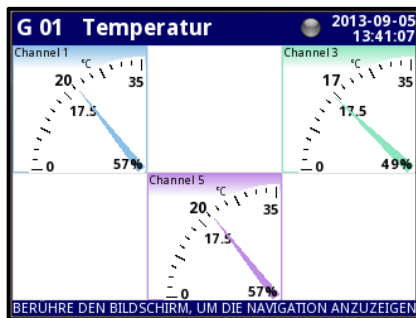 G 01 Temperatur
2013-09-05
13:41:07
Channel 1
°C
20
35
17.5
0
57%
Channel 3
°C
17
35
17.5
0
49%
Channel 5
°C
20
35
17.5
0
57%
BERÜHRE DEN BILDSCHIRM, UM DIE NAVIGATION ANZUZEIGEN